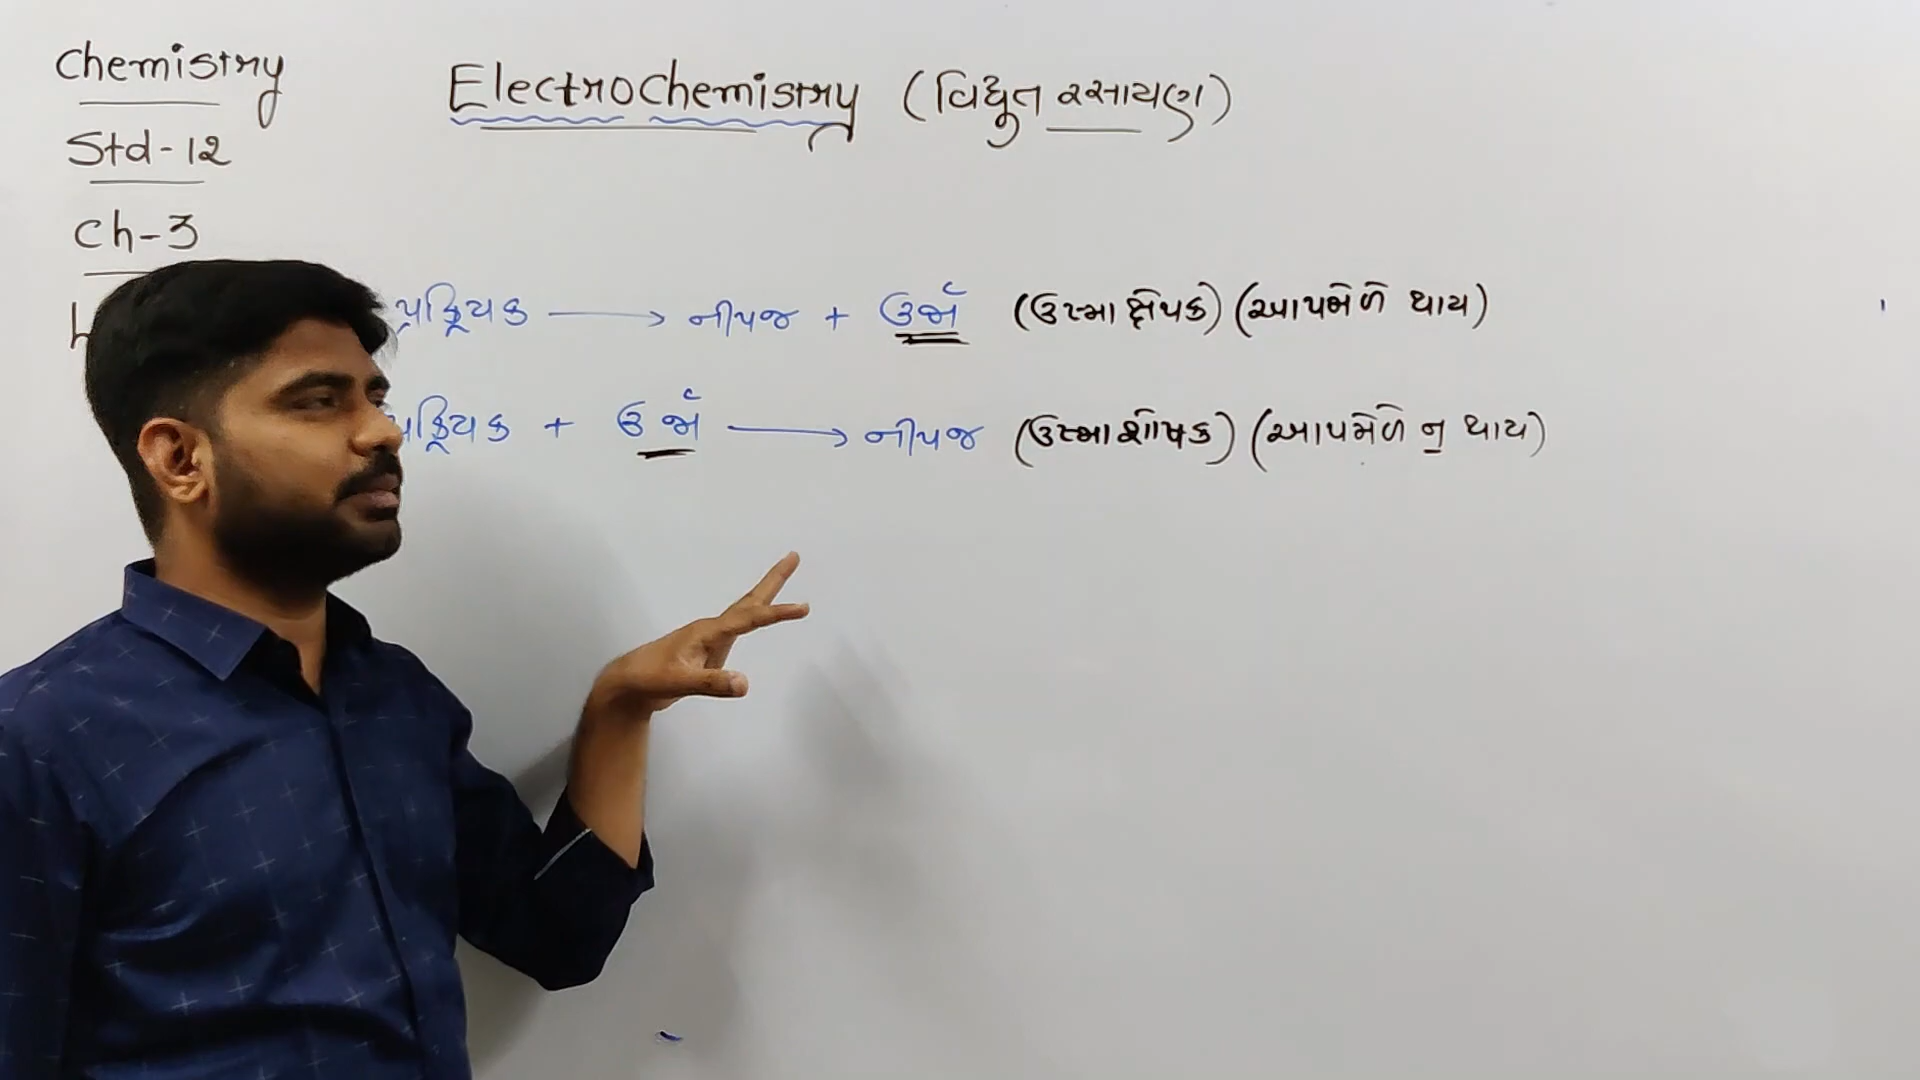 Chemistry
Std-12
Ch-3
ElectroChemistry (વિદ્યુત રસાયણ)
પ્રક્રિયક → નીપજ + ઉર્જા (ઉષ્મા ક્ષેપક) (આપમેળે થાય)
પ્રક્રિયક + ઉર્જા → નીપજ (ઉષ્માશોષક) (આપમેળે ન થાય)